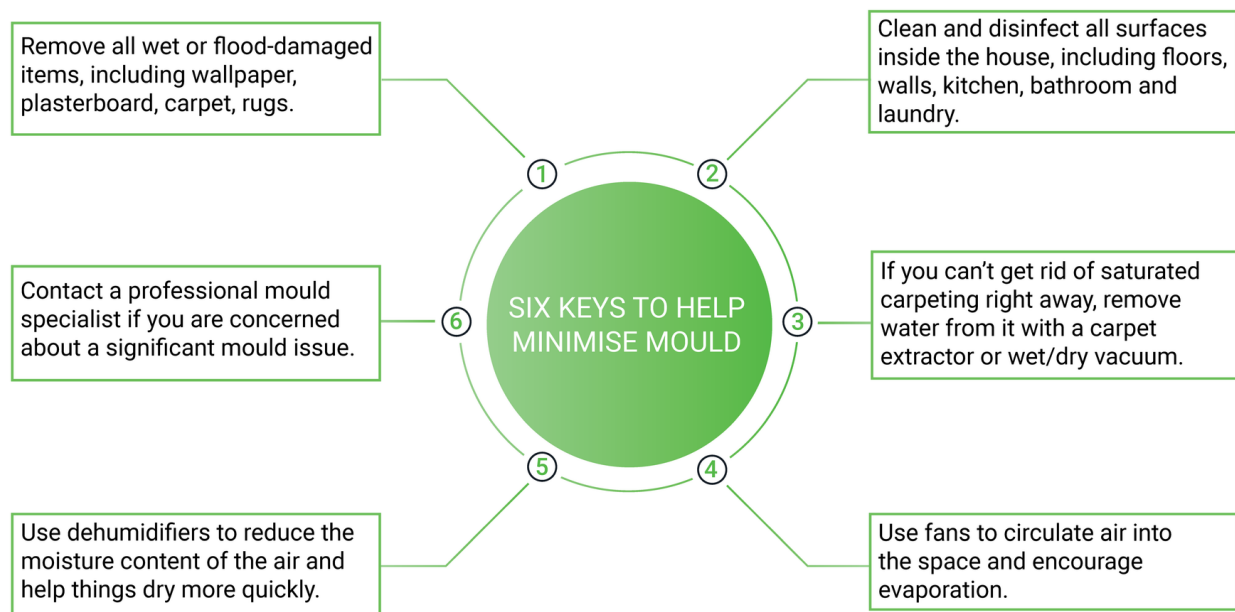 SIX KEYS TO HELP
MINIMISE MOULD
1
Remove all wet or flood-damaged
items, including wallpaper,
plasterboard, carpet, rugs.
2
Clean and disinfect all surfaces
inside the house, including floors,
walls, kitchen, bathroom and
laundry.
3
If you can’t get rid of saturated
carpeting right away, remove
water from it with a carpet
extractor or wet/dry vacuum.
4
Use fans to circulate air into
the space and encourage
evaporation.
5
Use dehumidifiers to reduce the
moisture content of the air and
help things dry more quickly.
6
Contact a professional mould
specialist if you are concerned
about a significant mould issue.